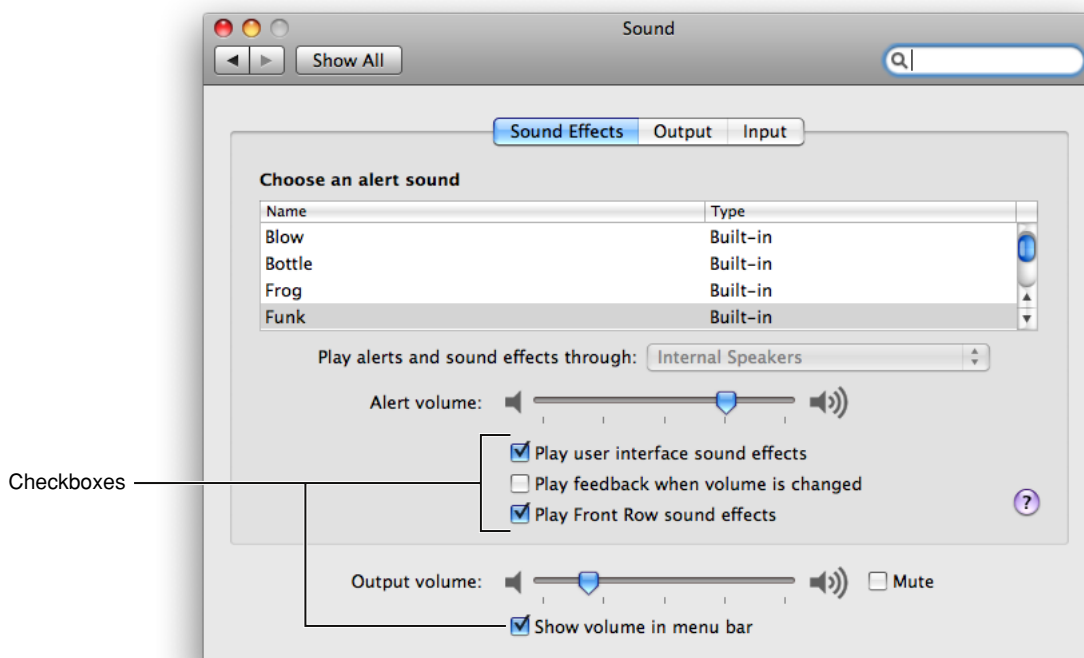 Sound
Show All
Sound Effects Output Input
Choose an alert sound
Name Type
Blow Built-in
Bottle Built-in
Frog Built-in
Funk Built-in
Play alerts and sound effects through: Internal Speakers
Alert volume:
Play user interface sound effects
Checkboxes
Play feedback when volume is changed
?
Play Front Row sound effects
Output volume: Mute
Show volume in menu bar